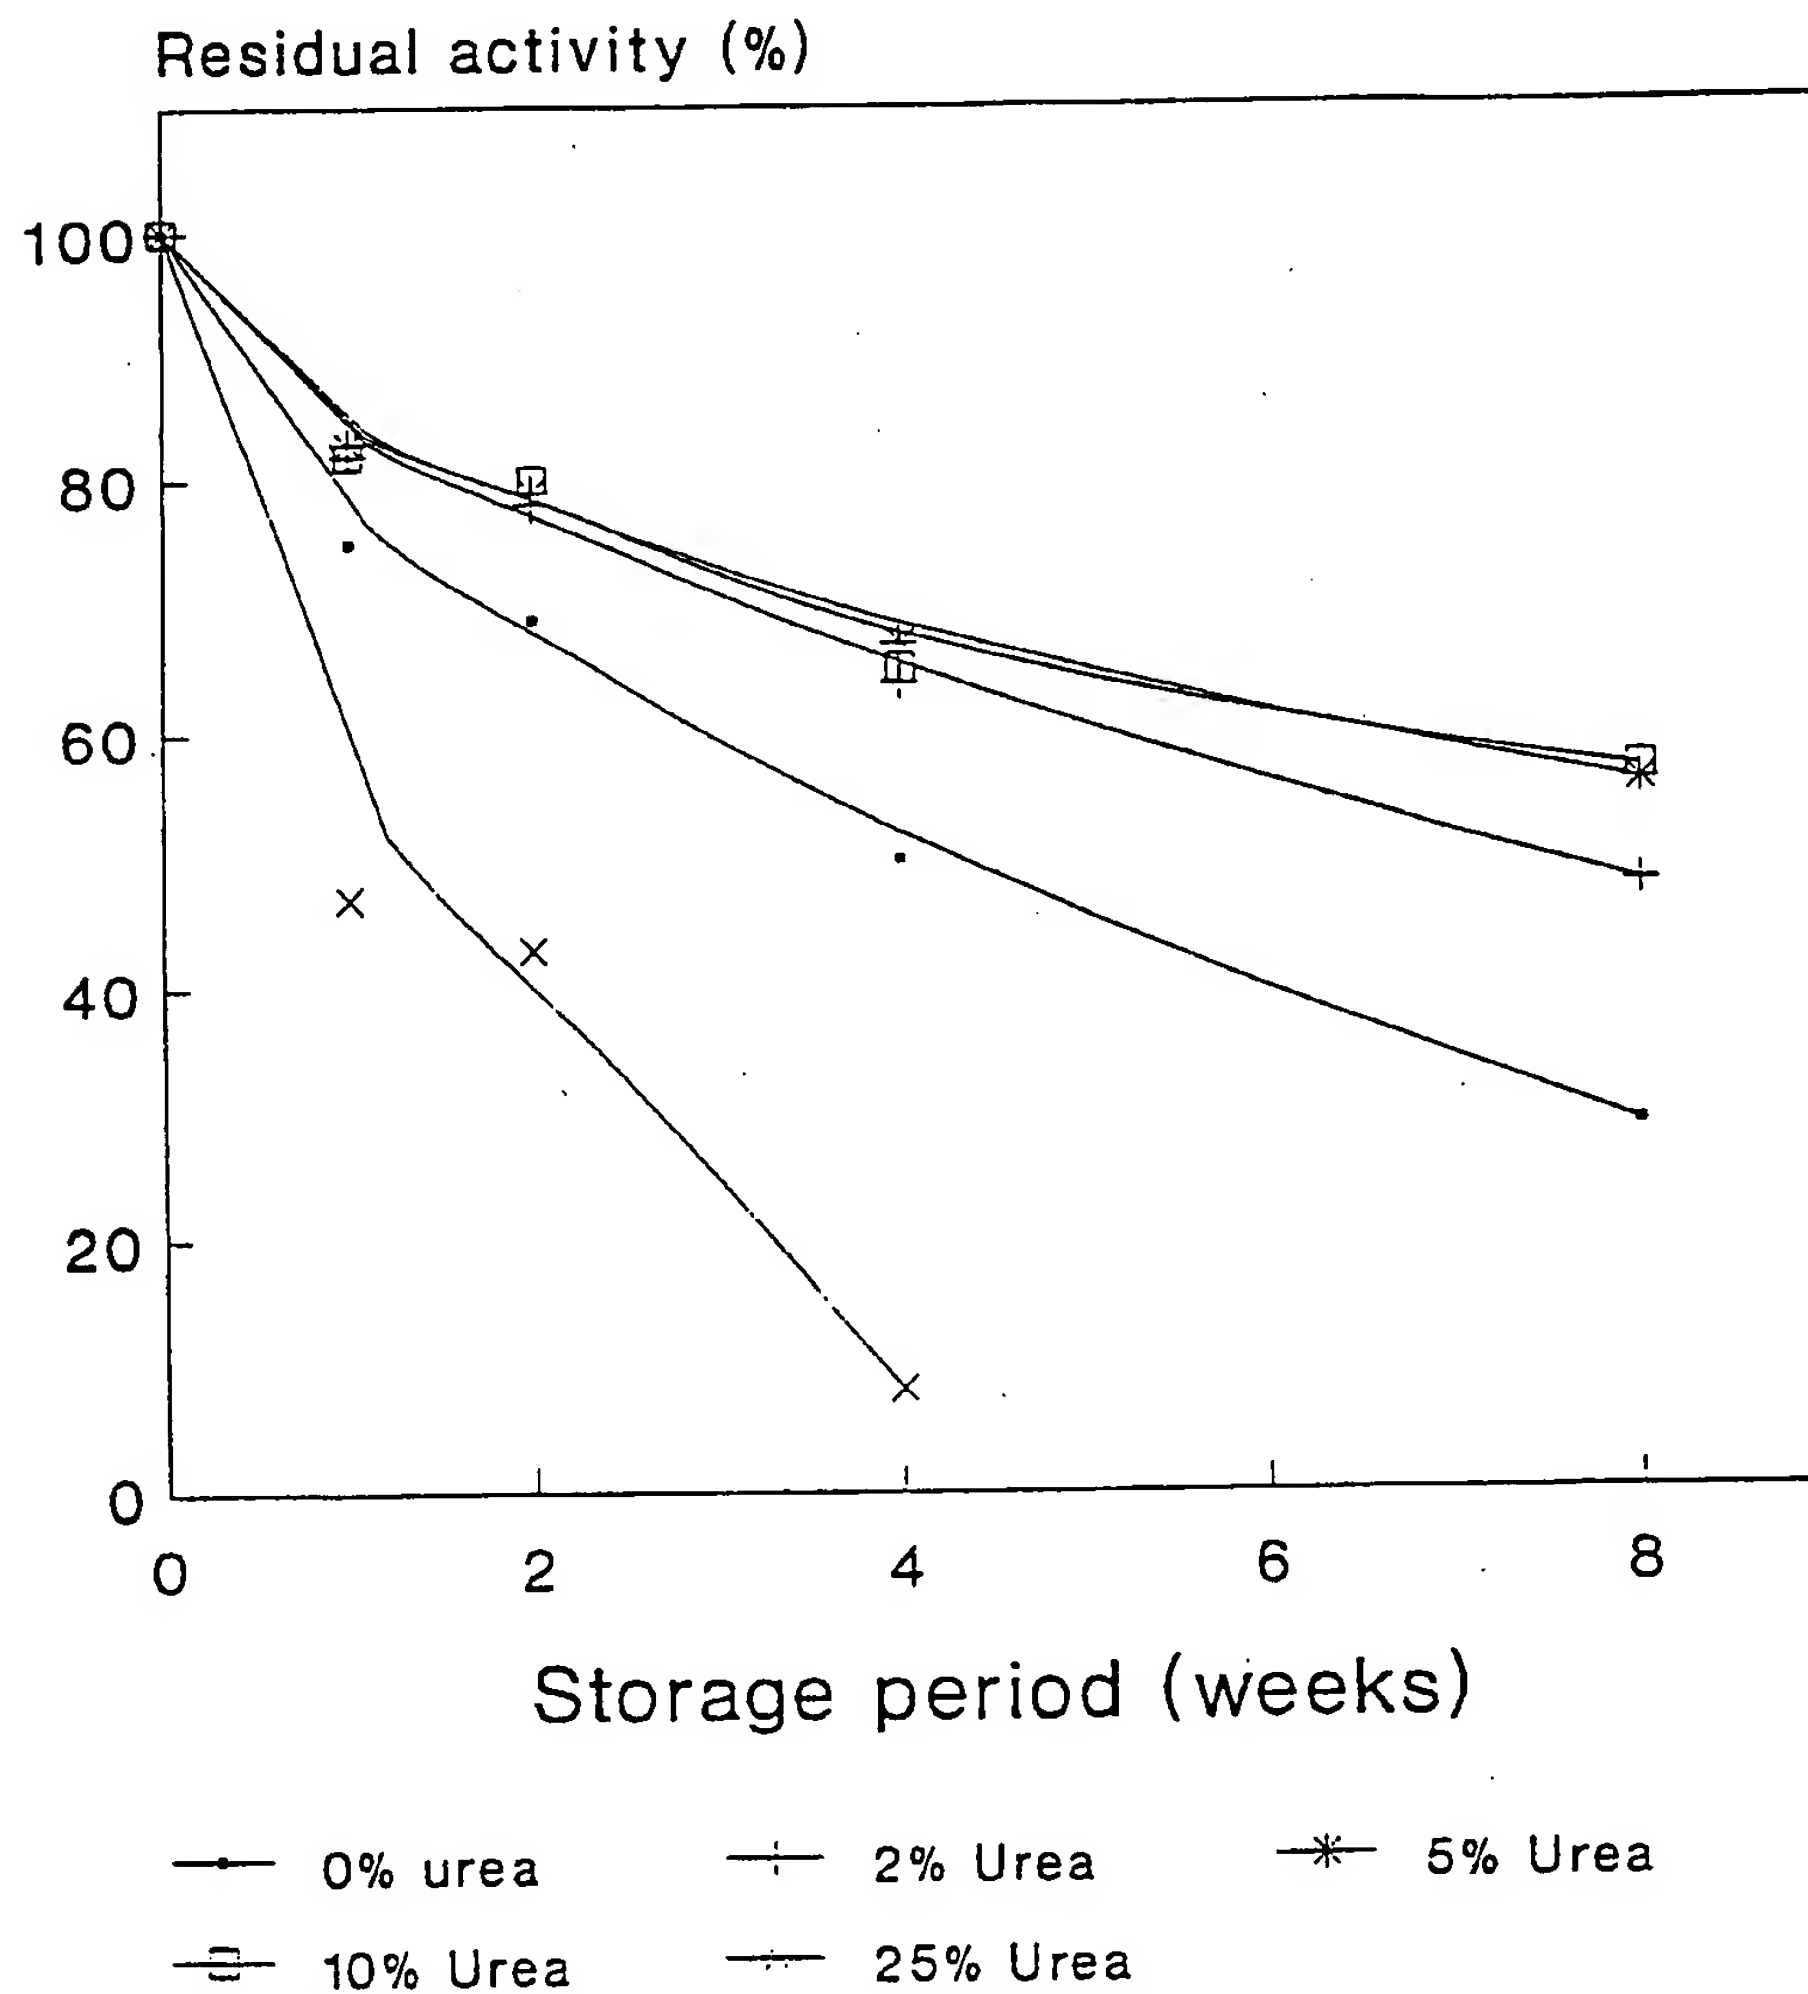 Residual activity (%)
100
80
60
40
20
0
0 2 4 6 8
Storage period (weeks)
0% urea 2% Urea 5% Urea
10% Urea 25% Urea